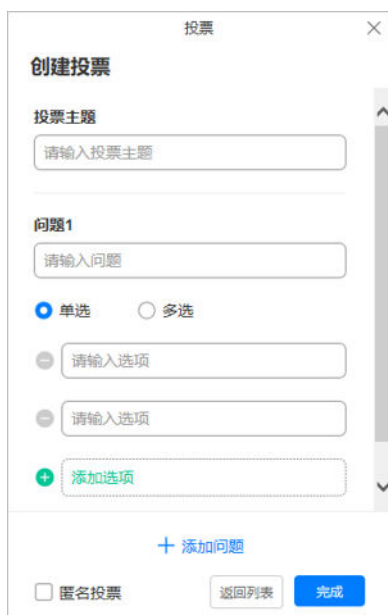 投票
创建投票
投票主题
请输入投票主题
问题1
请输入问题
单选 多选
请输入选项
请输入选项
添加选项
添加问题
匿名投票 返回列表 完成